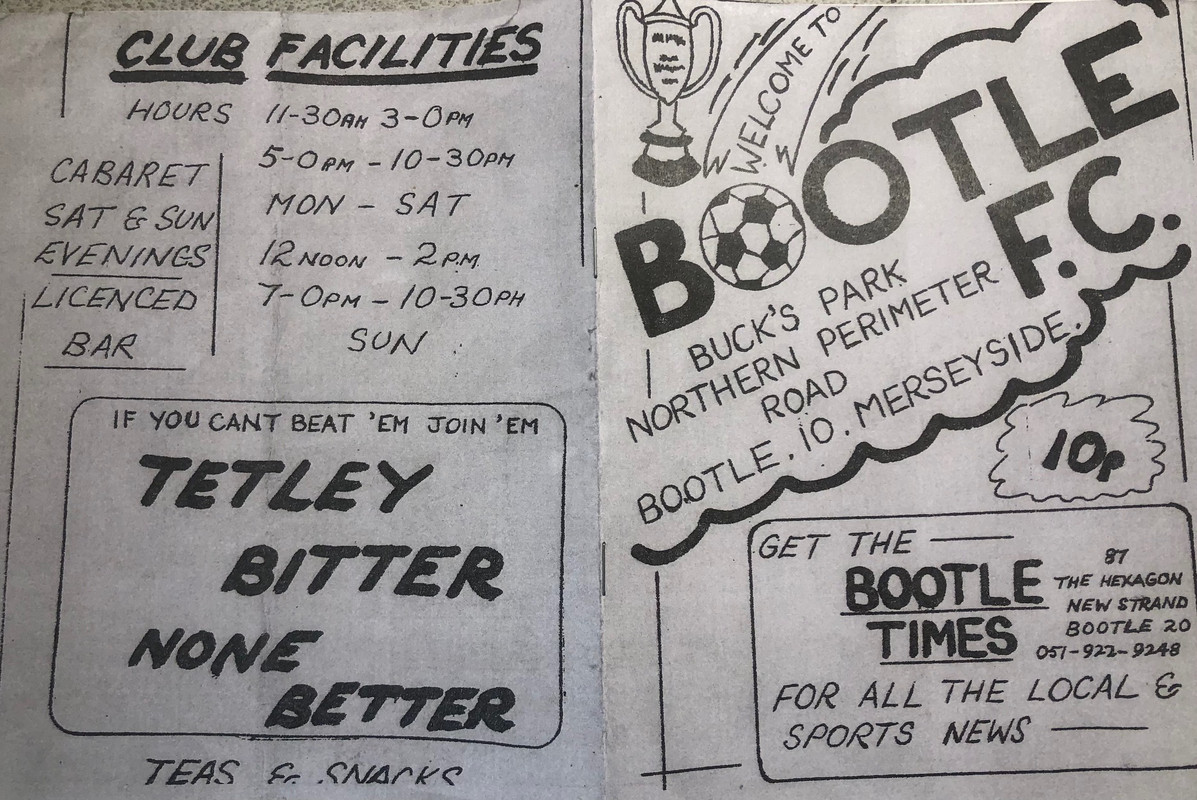 CLUB FACILITIES
HOURS 11-30AM 3-0PM
5-0PM - 10-30PM
MON - SAT
12 NOON - 2P.M.
7-0PM - 10-30PM
SUN
CABARET
SAT & SUN
EVENINGS
LICENCED
BAR
IF YOU CANT BEAT 'EM JOIN 'EM
TETLEY
BITTER
NONE
BETTER
TEAS & SNACKS
WELCOME TO
BOOTLE
F.C.
BUCK'S PARK
NORTHERN PERIMETER
ROAD
BOOTLE. 10. MERSEYSIDE.
10p
GET THE
BOOTLE
TIMES
87
THE HEXAGON
NEW STRAND
BOOTLE 20
051-922-9248
FOR ALL THE LOCAL &
SPORTS NEWS